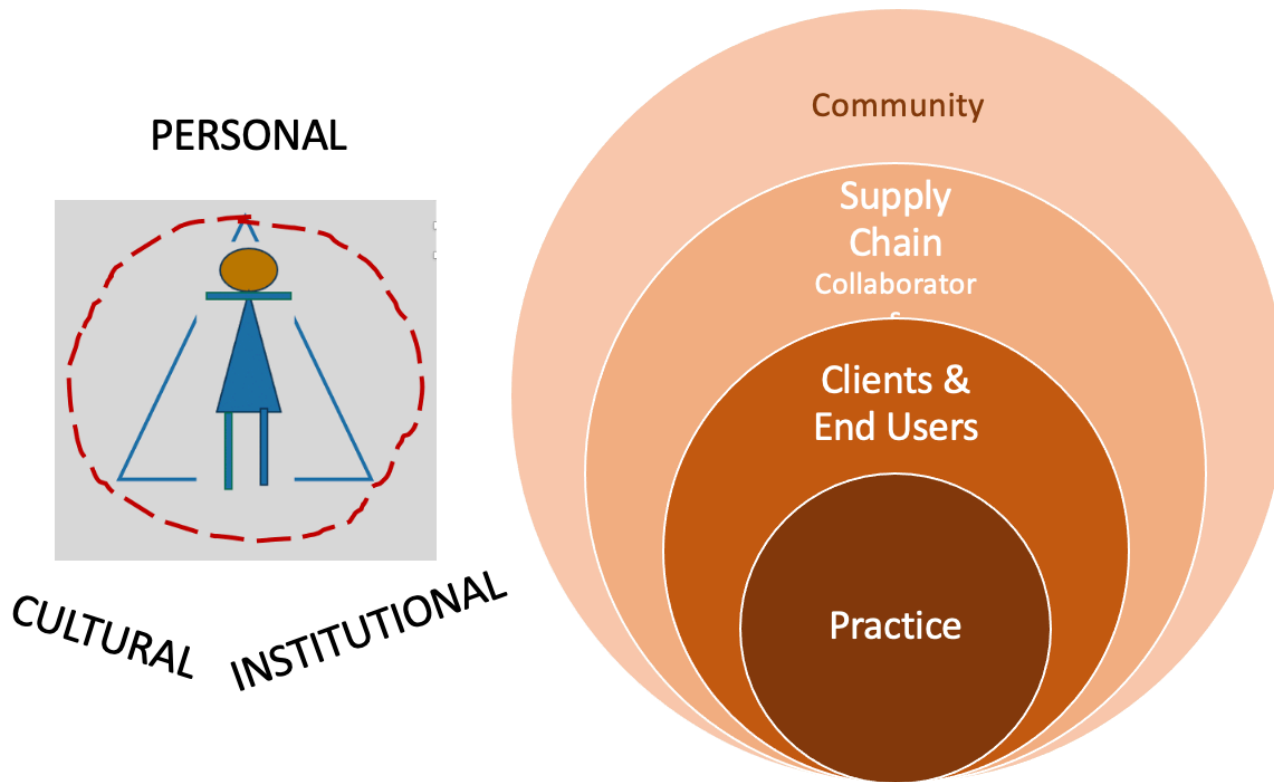 PERSONAL
CULTURAL
INSTITUTIONAL
Community
Supply
Chain
Collaborator
s
Clients &
End Users
Practice